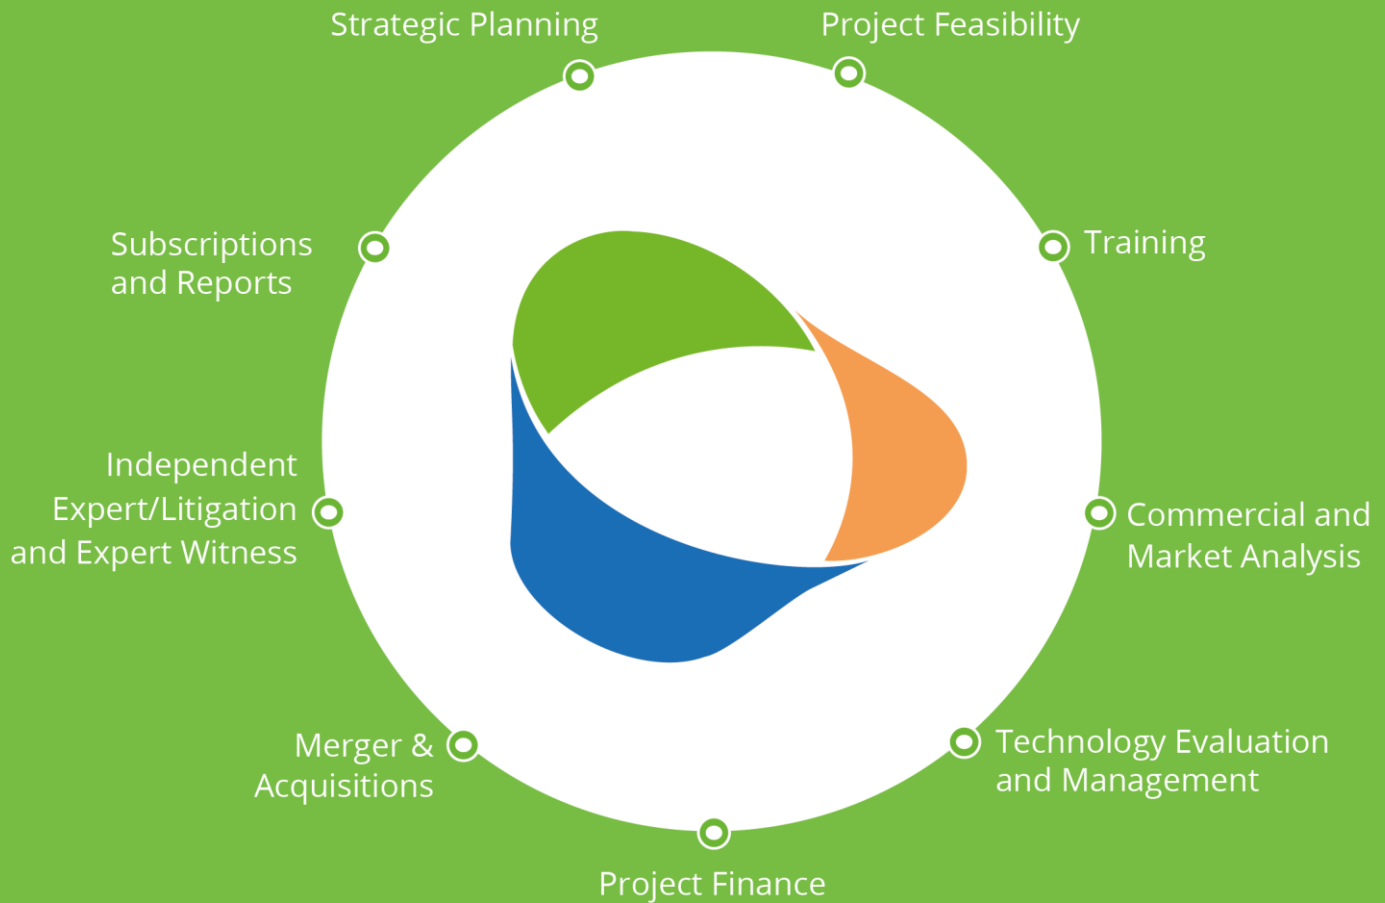 Strategic Planning
Project Feasibility
Subscriptions
and Reports
Training
Independent
Expert/Litigation
and Expert Witness
Commercial and
Market Analysis
Merger &
Acquisitions
Technology Evaluation
and Management
Project Finance